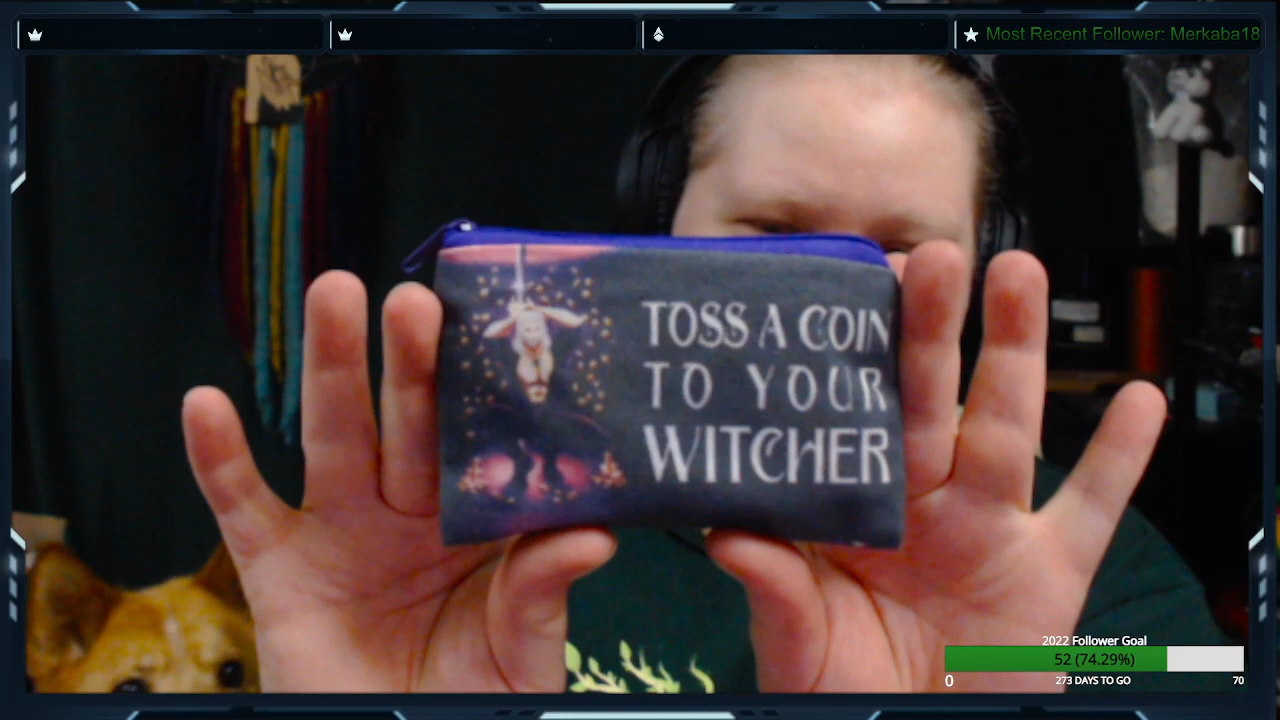 Most Recent Follower: Merkaba18
TOSS A COIN
TO YOUR
WITCHER
2022 Follower Goal
52 (74.29%)
0 273 DAYS TO GO 70